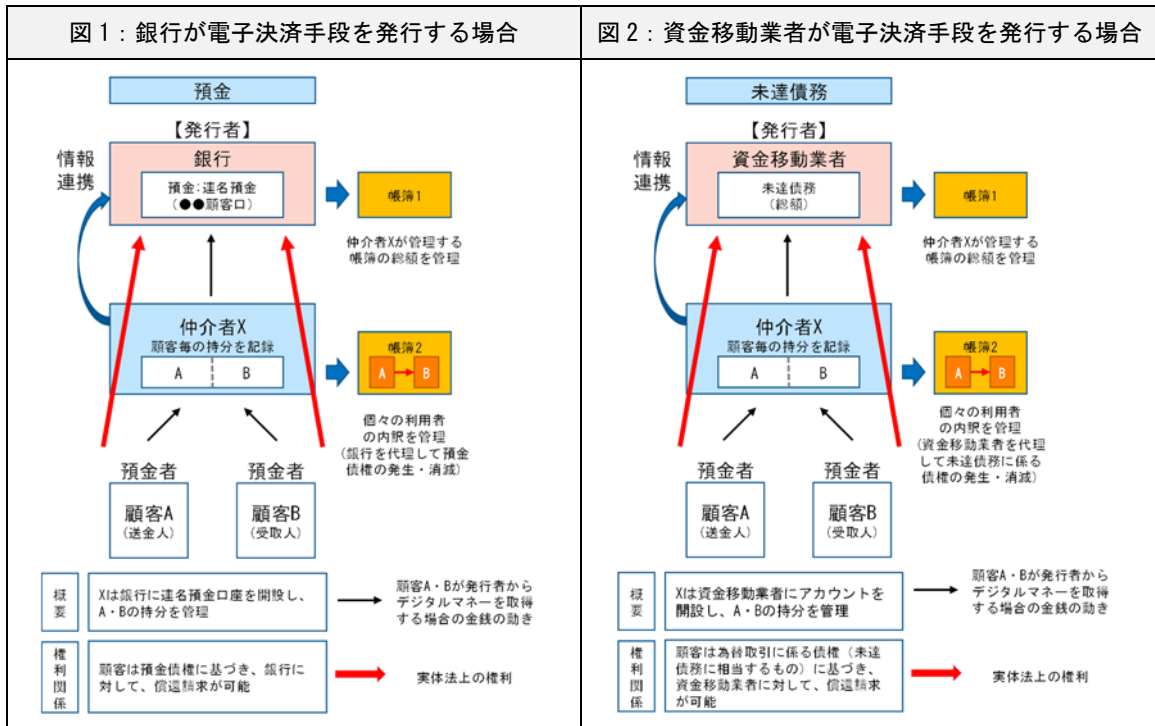 図1：銀行が電子決済手段を発行する場合
預金
【発行者】
銀行
情報
連携
預金:連名預金
(●●顧客口)
帳簿1
仲介者Xが管理する
帳簿の総額を管理
仲介者X
顧客毎の持分を記録
A
B
帳簿2
A
B
個々の利用者
の内訳を管理
(銀行を代理して預金
債権の発生・消滅)
預金者
預金者
顧客A
(送金人)
顧客B
(受取人)
概
要
Xは銀行に連名預金口座を開設し、
A・Bの持分を管理
顧客A・Bが発行者から
デジタルマネーを取得
する場合の金銭の動き
権
利
関
係
顧客は預金債権に基づき、銀行に
対して、償還請求が可能
実体法上の権利
図2：資金移動業者が電子決済手段を発行する場合
未達債務
【発行者】
資金移動業者
情報
連携
未達債務
(総額)
帳簿1
仲介者Xが管理する
帳簿の総額を管理
仲介者X
顧客毎の持分を記録
A
B
帳簿2
A
B
個々の利用者
の内訳を管理
(資金移動業者を代理
して未達債務に係る
債権の発生・消滅)
預金者
預金者
顧客A
(送金人)
顧客B
(受取人)
概
要
Xは資金移動業者にアカウントを
開設し、A・Bの持分を管理
顧客A・Bが発行者から
デジタルマネーを取得
する場合の金銭の動き
権
利
関
係
顧客は為替取引に係る債権（未達
債務に相当するもの）に基づき、
資金移動業者に対して、償還請求
が可能
実体法上の権利